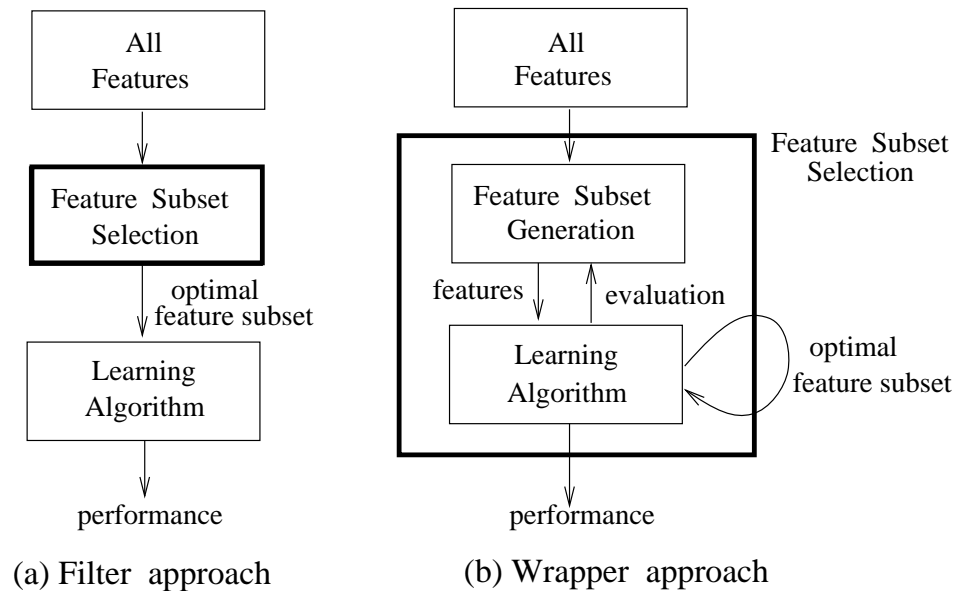 All
Features
Feature Subset
Selection
optimal
feature subset
Learning
Algorithm
performance
(a) Filter approach
All
Features
Feature Subset
Selection
Feature Subset
Generation
features
evaluation
Learning
Algorithm
optimal
feature subset
performance
(b) Wrapper approach